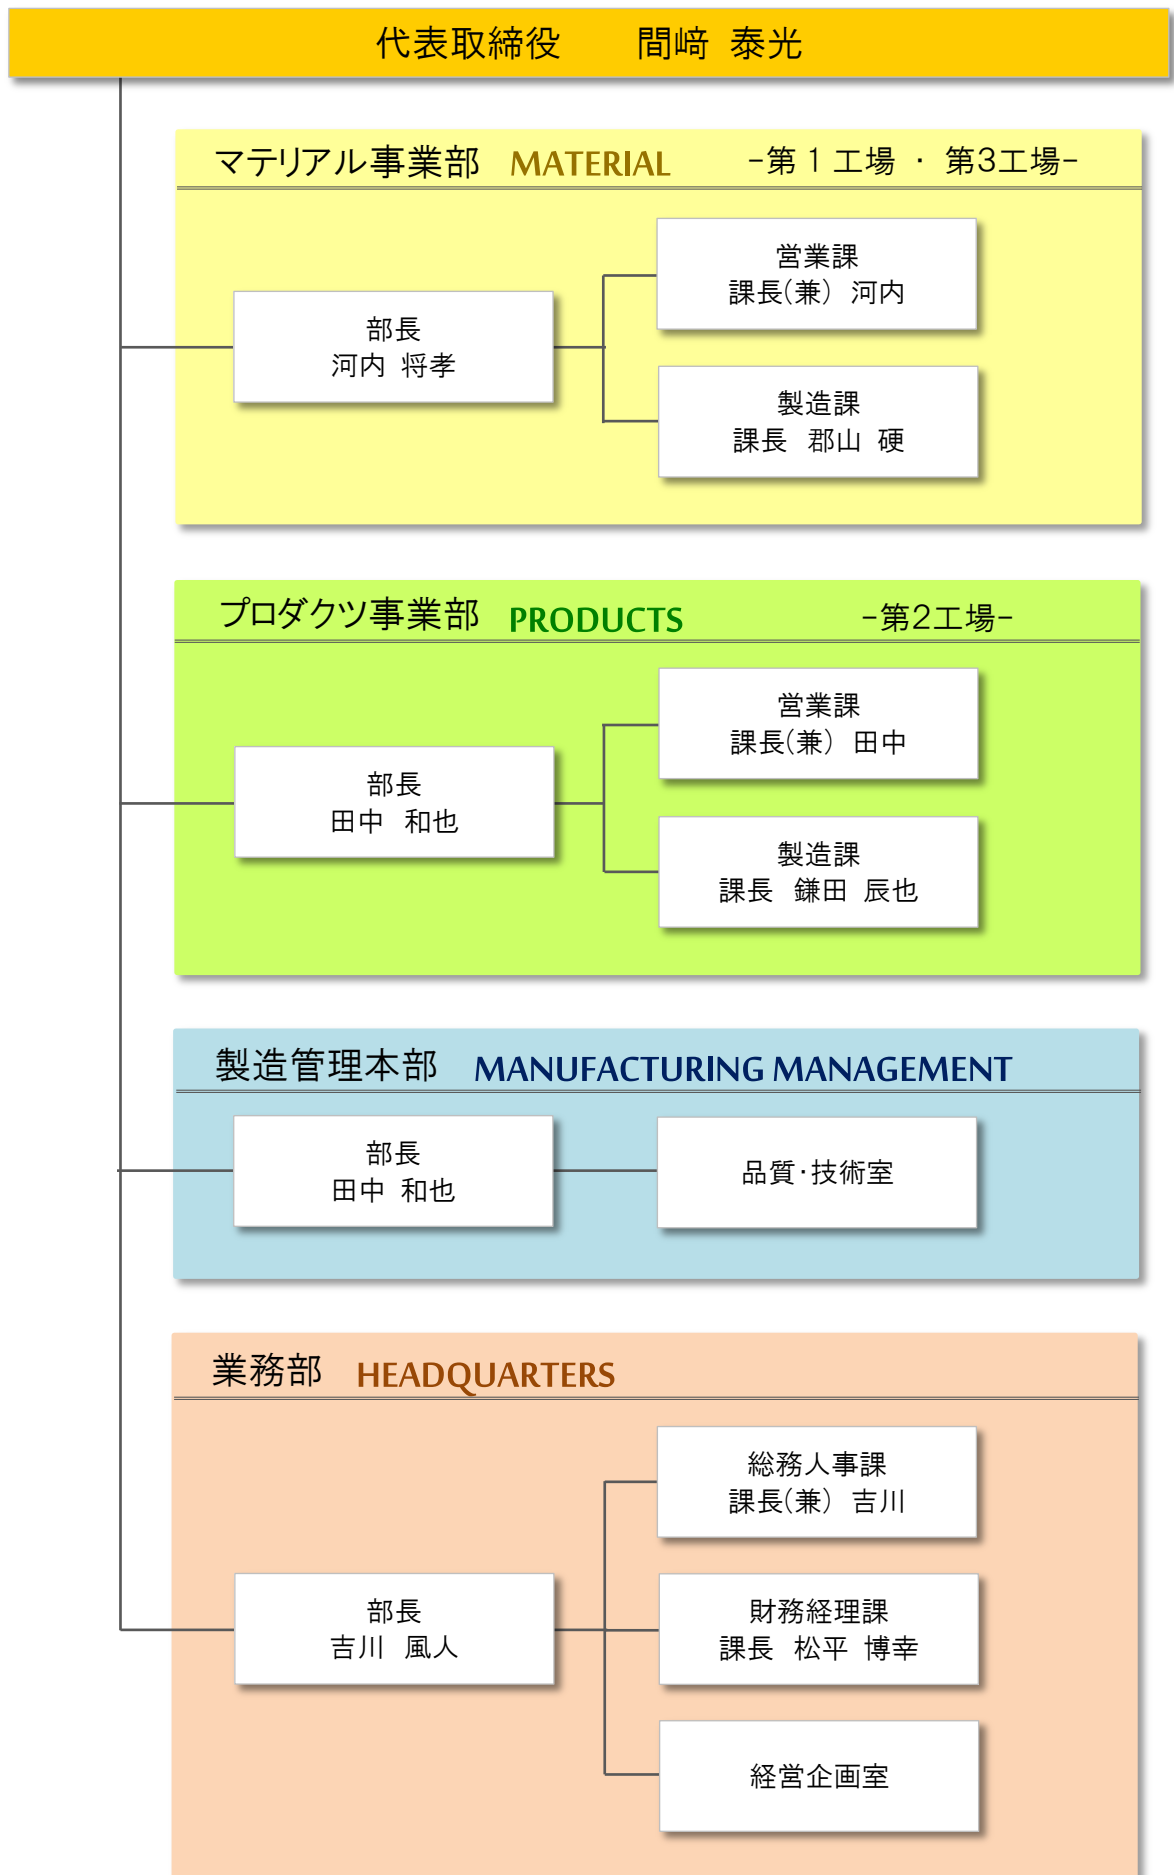 代表取締役　　間﨑 泰光
マテリアル事業部 MATERIAL －第１工場 ・ 第3工場－
営業課
課長(兼) 河内
部長
河内 将孝
製造課
課長 郡山 硬
プロダクツ事業部 PRODUCTS －第2工場－
営業課
課長(兼) 田中
部長
田中 和也
製造課
課長 鎌田 辰也
製造管理本部 MANUFACTURING MANAGEMENT
部長
田中 和也
品質･技術室
業務部 HEADQUARTERS
総務人事課
課長(兼) 吉川
部長
吉川 風人
財務経理課
課長 松平 博幸
経営企画室